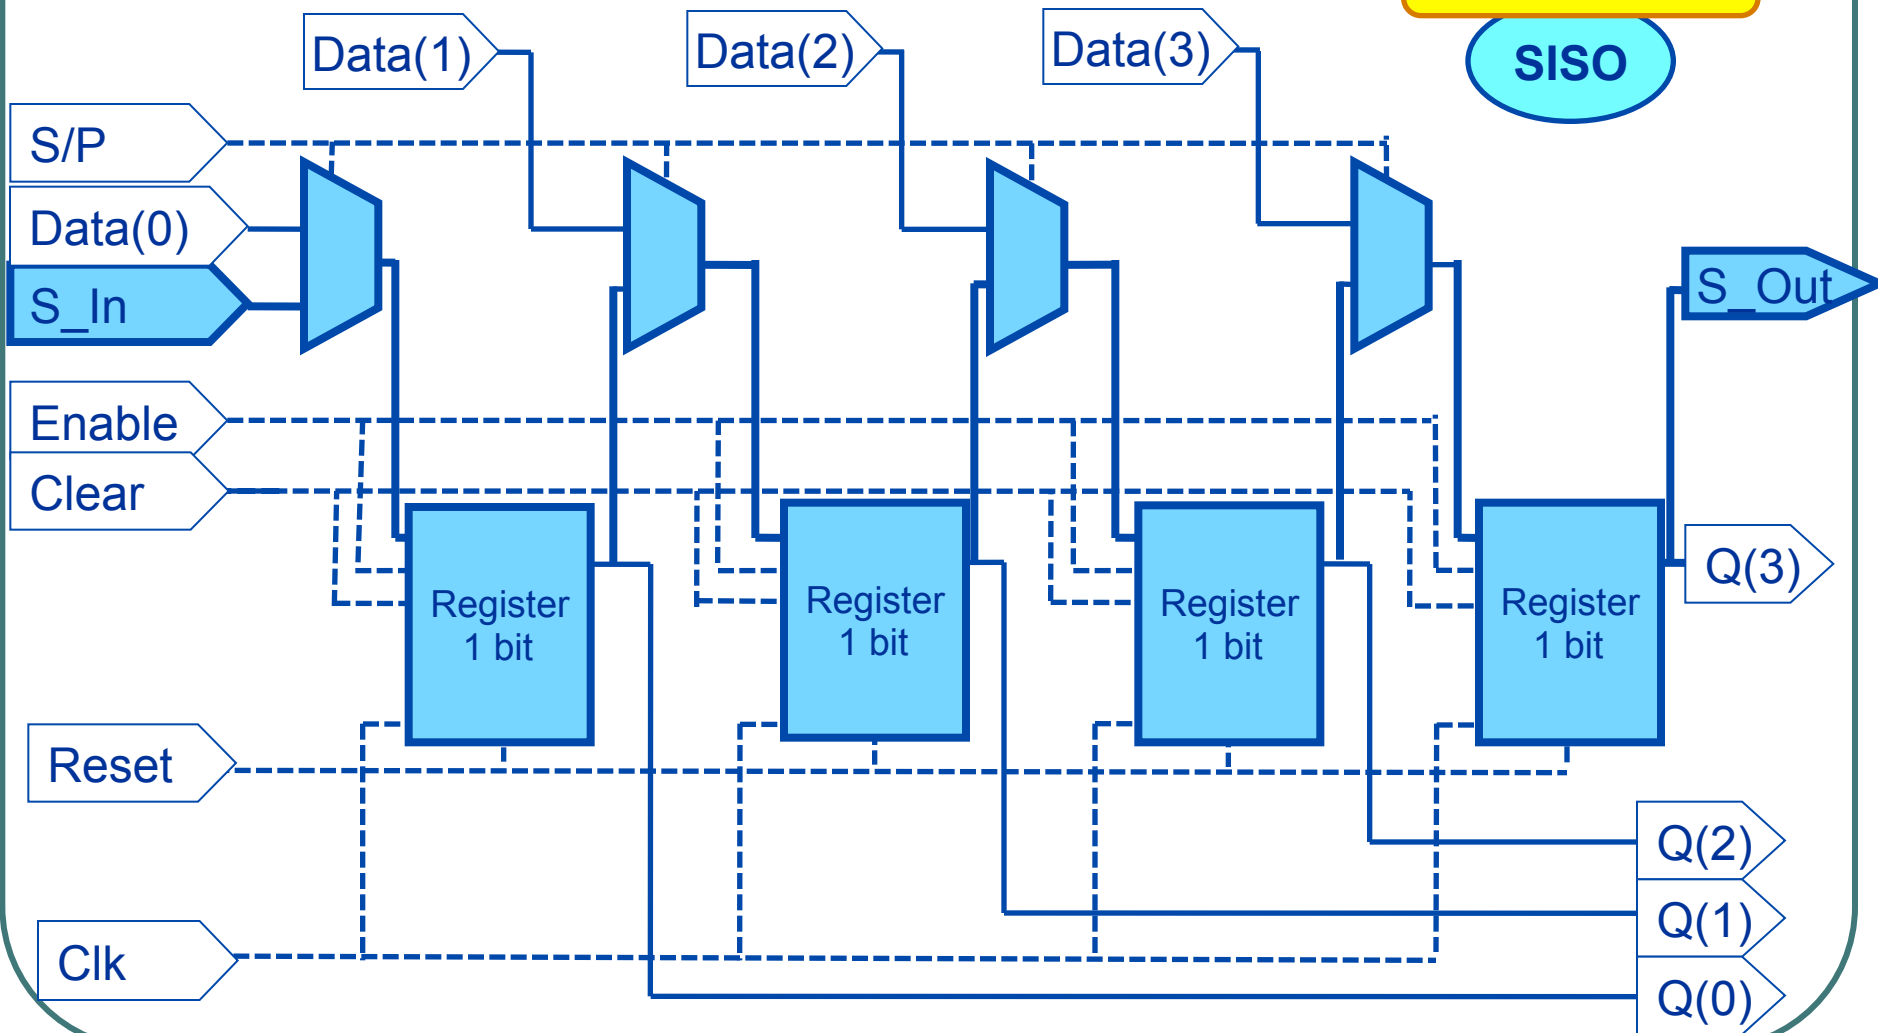 Data(1)
Data(2)
Data(3)
SISO
S/P
Data(0)
S_In
S_Out
Enable
Clear
Register
1 bit
Register
1 bit
Register
1 bit
Register
1 bit
Q(3)
Reset
Q(2)
Q(1)
Clk
Q(0)